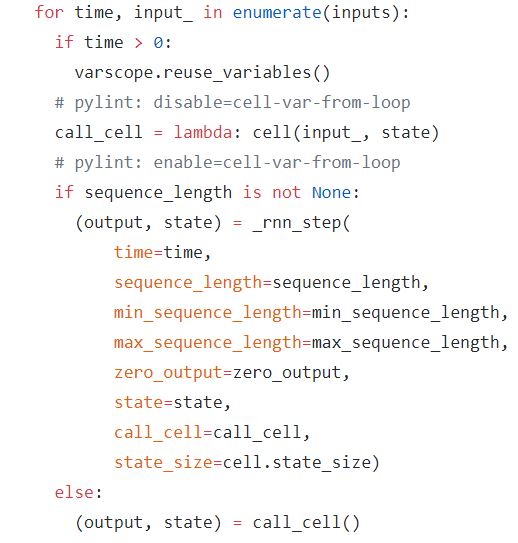 for time, input_ in enumerate(inputs):
  if time > 0:
    varscope.reuse_variables()
  # pylint: disable=cell-var-from-loop
  call_cell = lambda: cell(input_, state)
  # pylint: enable=cell-var-from-loop
  if sequence_length is not None:
    (output, state) = _rnn_step(
        time=time,
        sequence_length=sequence_length,
        min_sequence_length=min_sequence_length,
        max_sequence_length=max_sequence_length,
        zero_output=zero_output,
        state=state,
        call_cell=call_cell,
        state_size=cell.state_size)
  else:
    (output, state) = call_cell()